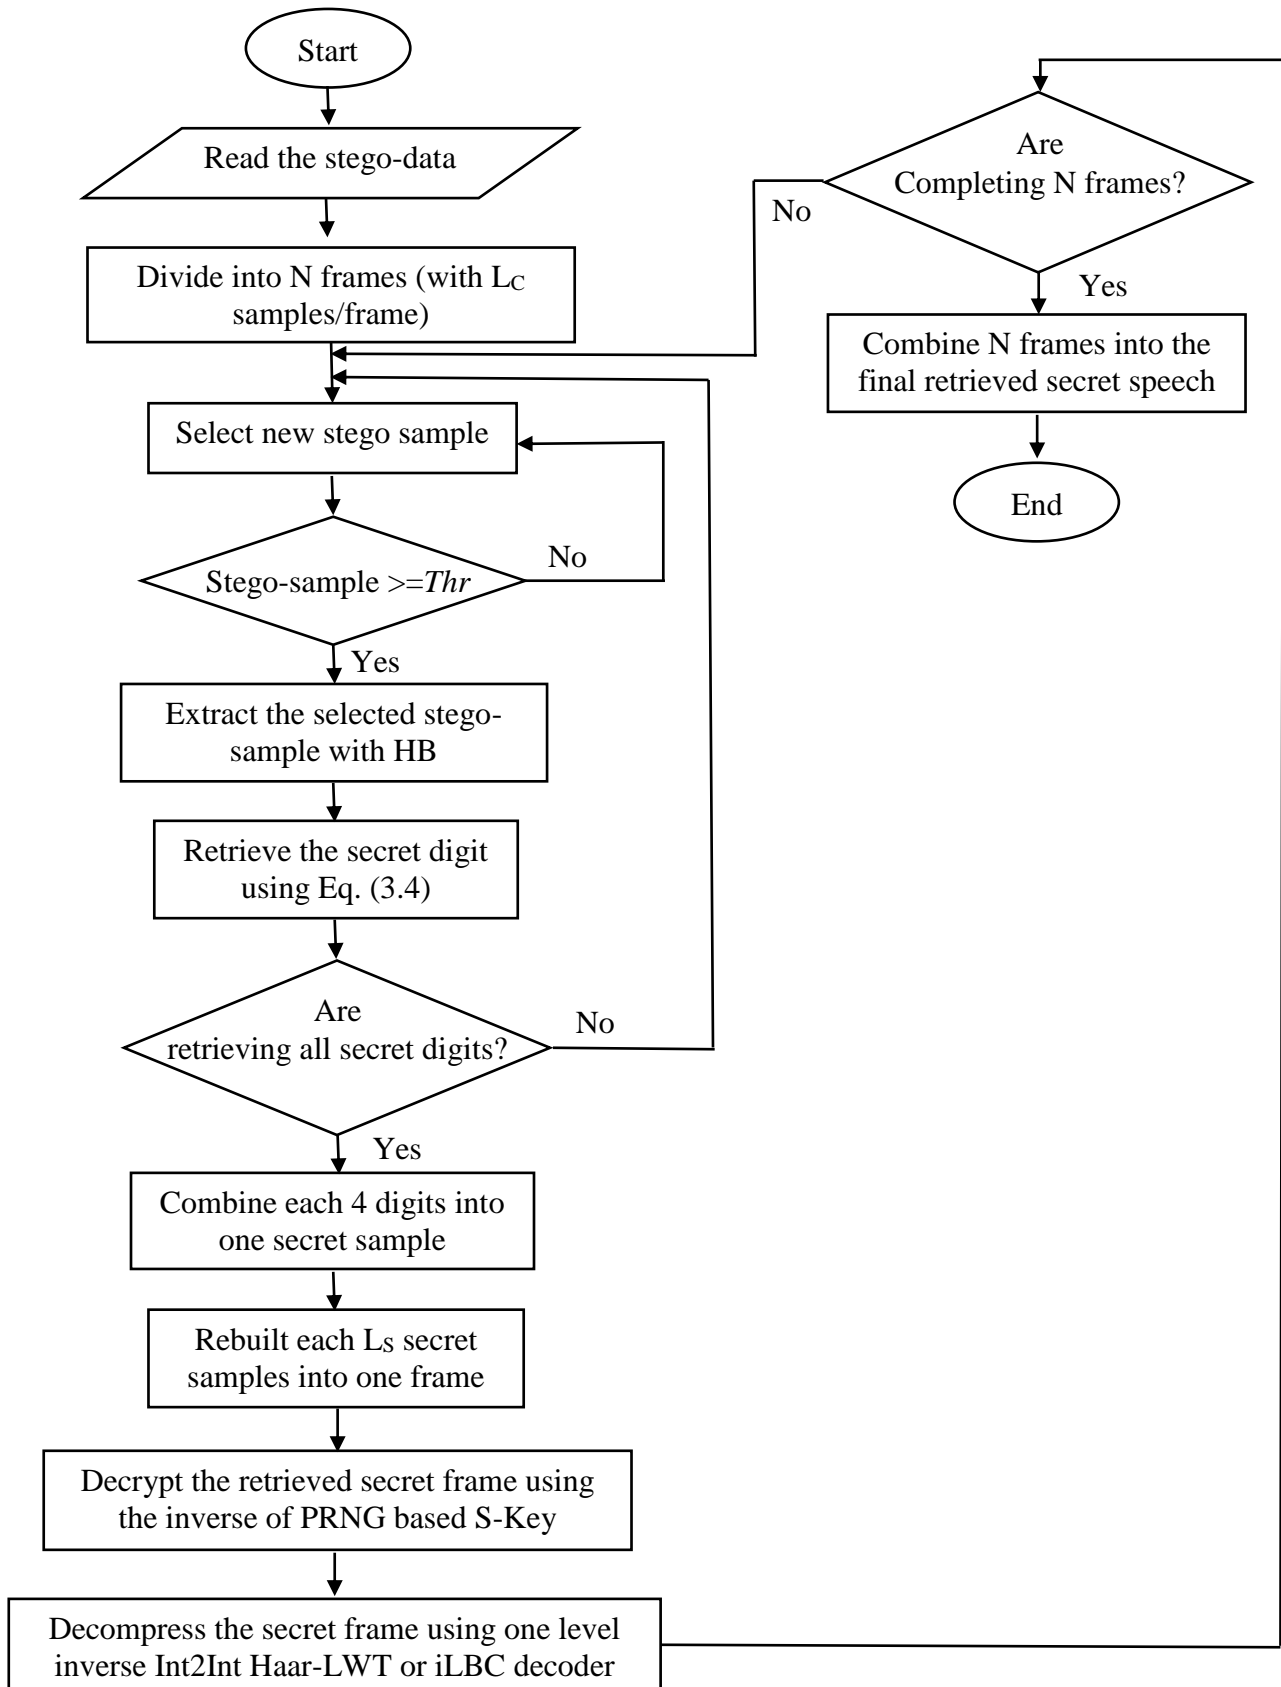 Start
Read the stego-data
Divide into N frames (with LC
samples/frame)
Select new stego sample
Stego-sample >=Thr
No
Yes
Extract the selected stego-
sample with HB
Retrieve the secret digit
using Eq. (3.4)
Are
retrieving all secret digits?
No
Yes
Combine each 4 digits into
one secret sample
Rebuilt each LS secret
samples into one frame
Decrypt the retrieved secret frame using
the inverse of PRNG based S-Key
Decompress the secret frame using one level
inverse Int2Int Haar-LWT or iLBC decoder
Are
Completing N frames?
No
Yes
Combine N frames into the
final retrieved secret speech
End